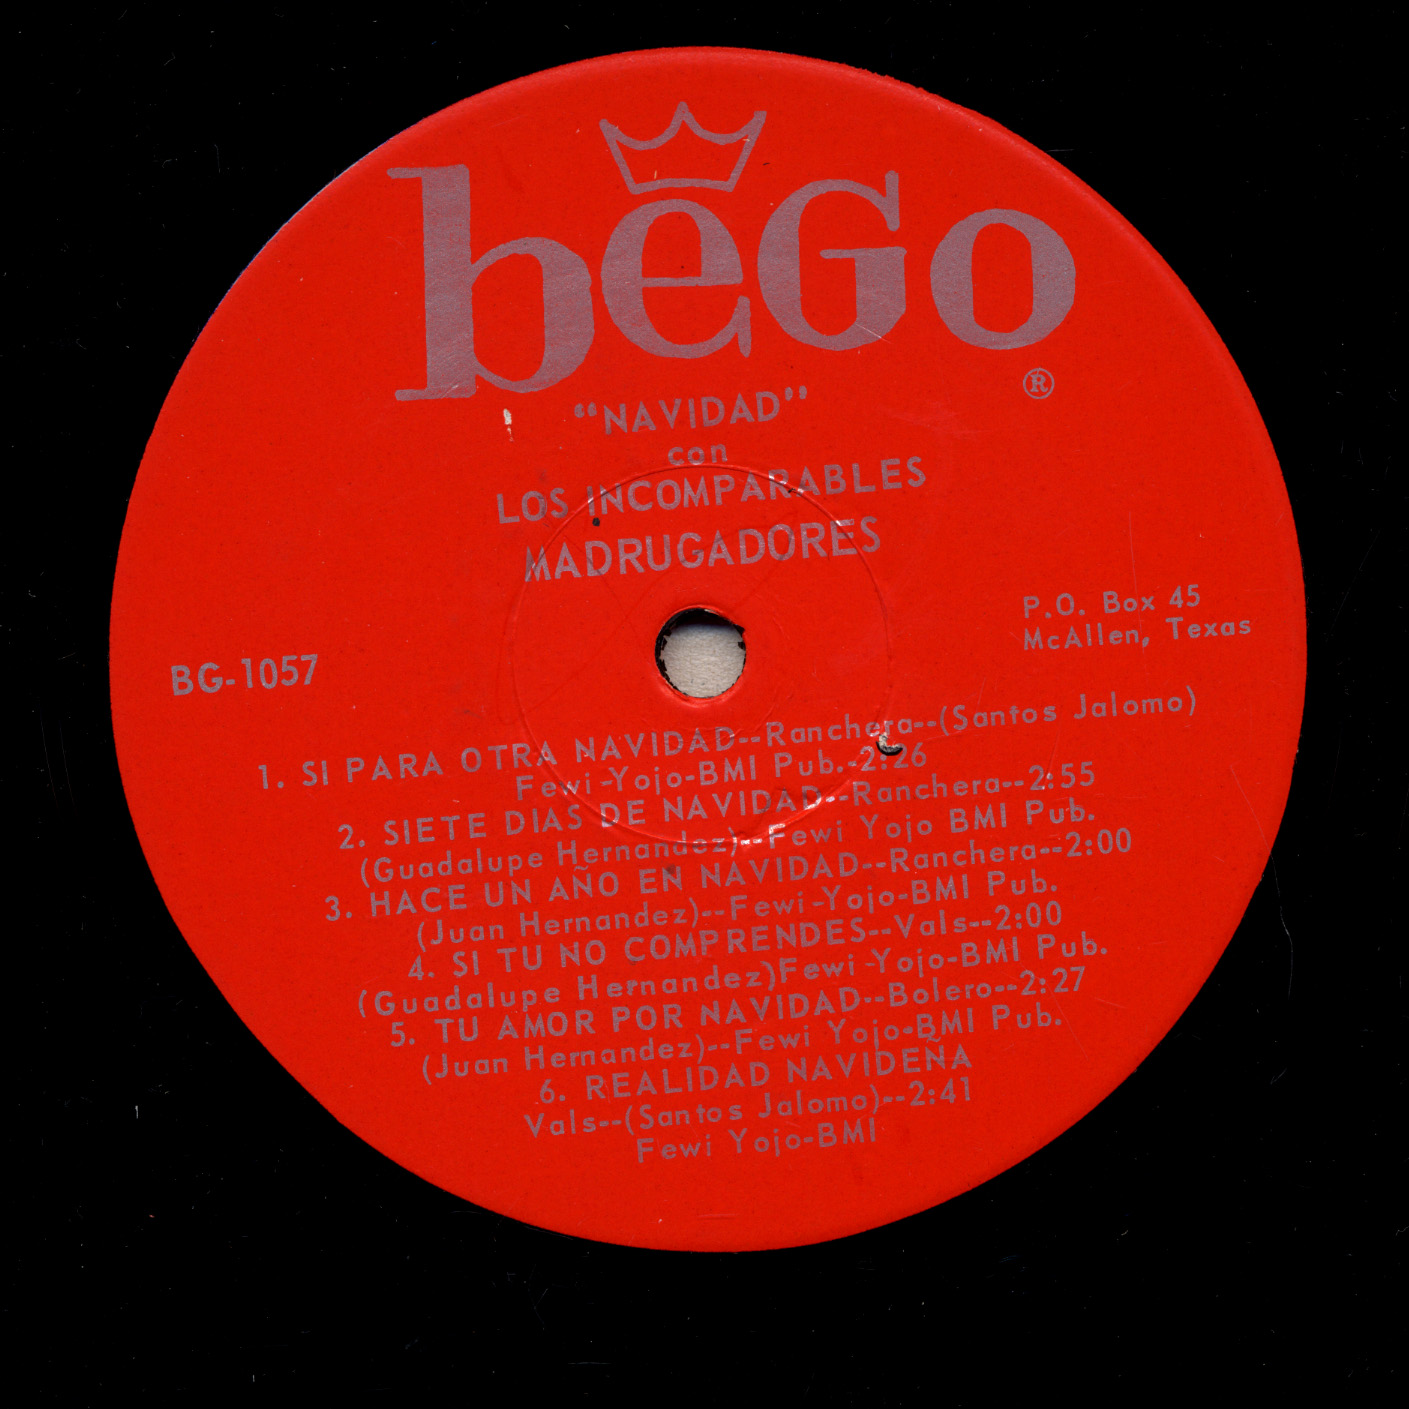 beGo
®
"NAVIDAD"
con
LOS INCOMPARABLES
MADRUGADORES
P.O. Box 45
McAllen, Texas
BG-1057
1. SI PARA OTRA NAVIDAD--Ranchera--(Santos Jalomo)
Fewi-Yojo-BMI Pub.-2:26
2. SIETE DIAS DE NAVIDAD--Ranchera--2:55
(Guadalupe Hernandez)--Fewi Yojo BMI Pub.
3. HACE UN AÑO EN NAVIDAD--Ranchera--2:00
(Juan Hernandez)--Fewi-Yojo-BMI Pub.
4. SI TU NO COMPRENDES--Vals--2:00
(Guadalupe Hernandez)Fewi-Yojo-BMI Pub.
5. TU AMOR POR NAVIDAD--Bolero--2:27
(Juan Hernandez)--Fewi Yojo-BMI Pub.
6. REALIDAD NAVIDEÑA
Vals--(Santos Jalomo)--2:41
Fewi Yojo-BMI